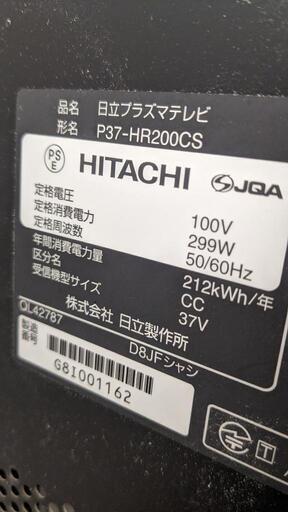 品名 日立プラズマテレビ
形名 P37-HR200CS
PS E HITACHI JQA
定格電圧 100V
定格消費電力 299W
定格周波数 50/60Hz
年間消費電力量 212kWh/年
区分名 CC
受信機型サイズ 37V
株式会社 日立製作所
QL42787 D8JFシャシ
製造番号 G8I001162
T A